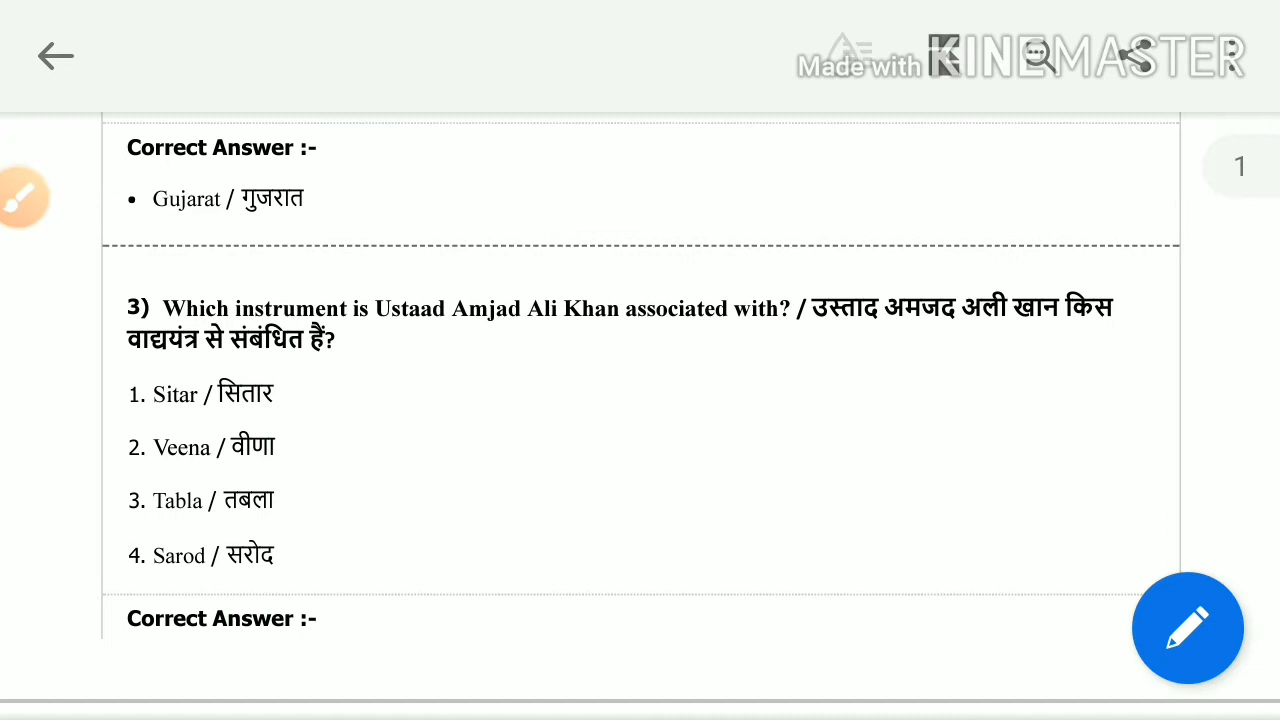 Made with KINEMASTER
Correct Answer :-
1
• Gujarat / गुजरात
3) Which instrument is Ustaad Amjad Ali Khan associated with? / उस्ताद अमजद अली खान किस
वाद्ययंत्र से संबंधित हैं?
1. Sitar / सितार
2. Veena / वीणा
3. Tabla / तबला
4. Sarod / सरोद
Correct Answer :-